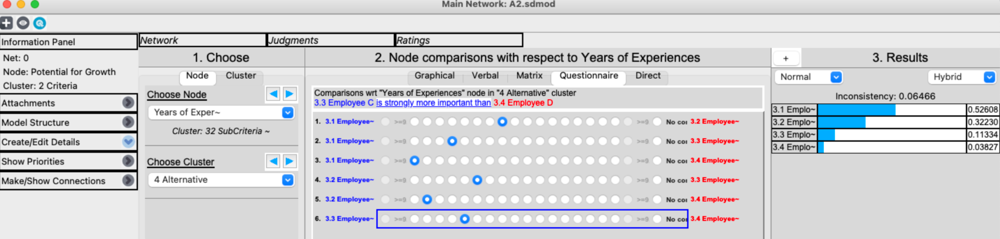 Main Network: A2.sdmod
Information Panel
Network
Judgments
Ratings
Net: 0
Node: Potential for Growth
Cluster: 2 Criteria
Attachments
Model Structure
Create/Edit Details
Show Priorities
Make/Show Connections
1. Choose
Node Cluster
Choose Node
Years of Exper~
Cluster: 32 SubCriteria ~
Choose Cluster
4 Alternative
2. Node comparisons with respect to Years of Experiences
Graphical Verbal Matrix Questionnaire Direct
Comparisons wrt "Years of Experiences" node in "4 Alternative" cluster
3.3 Employee C is strongly more important than 3.4 Employee D
1. 3.1 Employee~ >=9 >=9 No cor 3.2 Employee~
2. 3.1 Employee~ >=9 >=9 No cor 3.3 Employee~
3. 3.1 Employee~ >=9 >=9 No cor 3.4 Employee~
4. 3.2 Employee~ >=9 >=9 No cor 3.3 Employee~
5. 3.2 Employee~ >=9 >=9 No cor 3.4 Employee~
6. 3.3 Employee~ >=9 >=9 No cor 3.4 Employee~
+ 3. Results
Normal Hybrid
Inconsistency: 0.06466
3.1 Emplo~ 0.52608
3.2 Emplo~ 0.32230
3.3 Emplo~ 0.11334
3.4 Emplo~ 0.03827